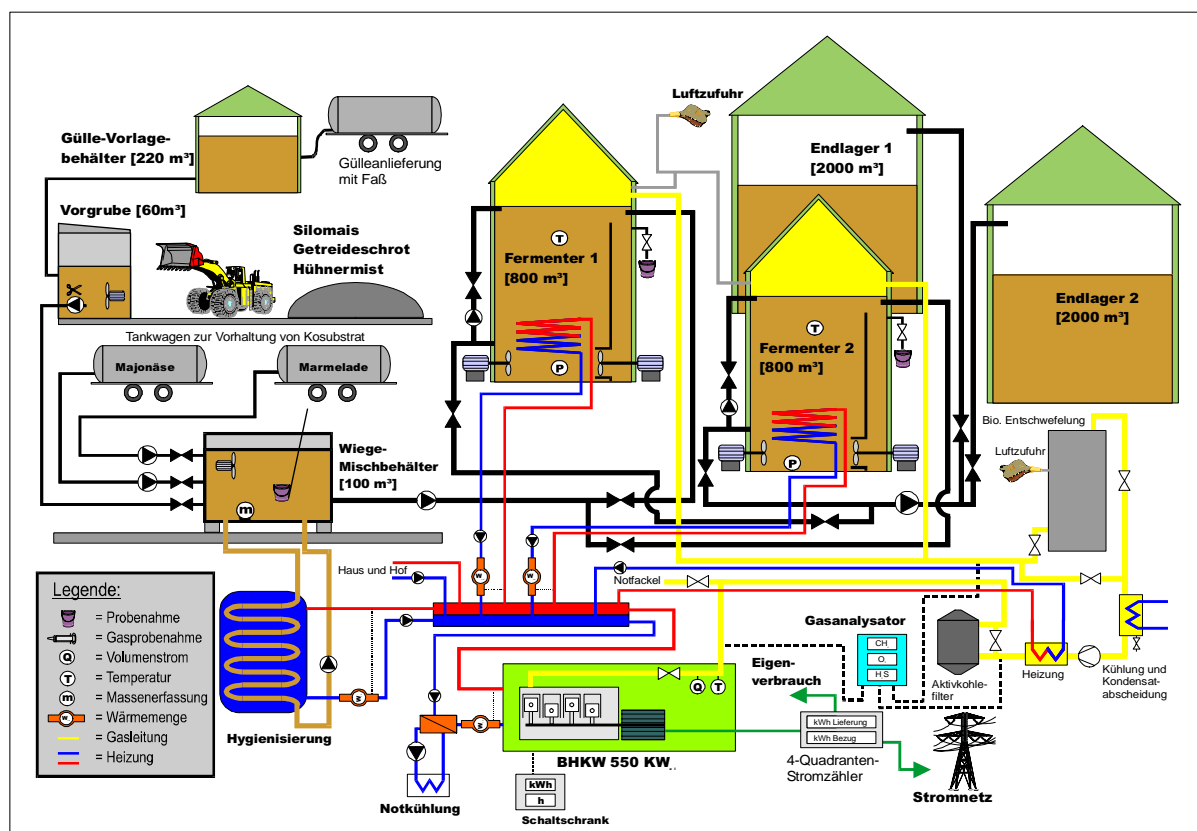 Luftzufuhr
Gülle-Vorlage-
behälter [220 m³]
Gülleanlieferung
mit Faß
Endlager 1
[2000 m³]
Vorgrube [60m³]
Silomais
Getreideschrot
Hühnermist
T
Fermenter 1
[800 m³]
P
Endlager 2
[2000 m³]
T
Fermenter 2
[800 m³]
P
Tankwagen zur Vorhaltung von Kosubstrat
Majonäse
Marmelade
Wiege-
Mischbehälter
[100 m³]
m
Bio. Entschwefelung
Luftzufuhr
Haus und Hof
W
W
Notfackel
Legende:
= Probenahme
= Gasprobenahme
Q = Volumenstrom
T = Temperatur
m = Massenerfassung
W = Wärmemenge
= Gasleitung
= Heizung
= Heizung
W
Hygienisierung
W
Notkühlung
Q
T
BHKW 550 KW
kWh
h
Schaltschrank
Gasanalysator
CH
O
H S
Eigen-
verbrauch
kWh Lieferung
kWh Bezug
4-Quadranten-
Stromzähler
Aktivkohle-
filter
Heizung
Kühlung und
Kondensat-
abscheidung
Stromnetz